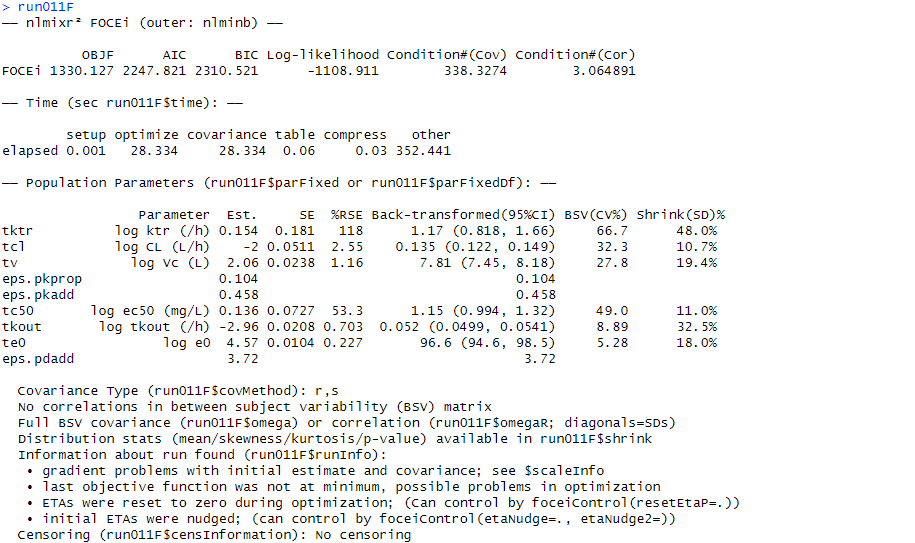 > run011F
── nlmixr² FOCEi (outer: nlminb) ──
OBJF AIC BIC Log-likelihood Condition#(Cov) Condition#(Cor)
FOCEi 1330.127 2247.821 2310.521 -1108.911 338.3274 3.064891
── Time (sec run011F$time): ──
setup optimize covariance table compress other
elapsed 0.001 28.334 28.334 0.06 0.03 352.441
── Population Parameters (run011F$parFixed or run011F$parFixedDf): ──
Parameter Est. SE %RSE Back-transformed(95%CI) BSV(CV%) Shrink(SD)%
tktr log ktr (/h) 0.154 0.181 118 1.17 (0.818, 1.66) 66.7 48.0%
tcl log CL (L/h) -2 0.0511 2.55 0.135 (0.122, 0.149) 32.3 10.7%
tv log Vc (L) 2.06 0.0238 1.16 7.81 (7.45, 8.18) 27.8 19.4%
eps.pkprop 0.104 0.104
eps.pkadd 0.458 0.458
tc50 log ec50 (mg/L) 0.136 0.0727 53.3 1.15 (0.994, 1.32) 49.0 11.0%
tkout log tkout (/h) -2.96 0.0208 0.703 0.052 (0.0499, 0.0541) 8.89 32.5%
te0 log e0 4.57 0.0104 0.227 96.6 (94.6, 98.5) 5.28 18.0%
eps.pdadd 3.72 3.72
Covariance Type (run011F$covMethod): r,s
No correlations in between subject variability (BSV) matrix
Full BSV covariance (run011F$omega) or correlation (run011F$omegaR; diagonals=SDs)
Distribution stats (mean/skewness/kurtosis/p-value) available in run011F$shrink
Information about run found (run011F$runInfo):
• gradient problems with initial estimate and covariance; see $scaleInfo
• last objective function was not at minimum, possible problems in optimization
• ETAs were reset to zero during optimization; (Can control by foceiControl(resetEtaP=.))
• initial ETAs were nudged; (can control by foceiControl(etaNudge=., etaNudge2=))
Censoring (run011F$censInformation): No censoring